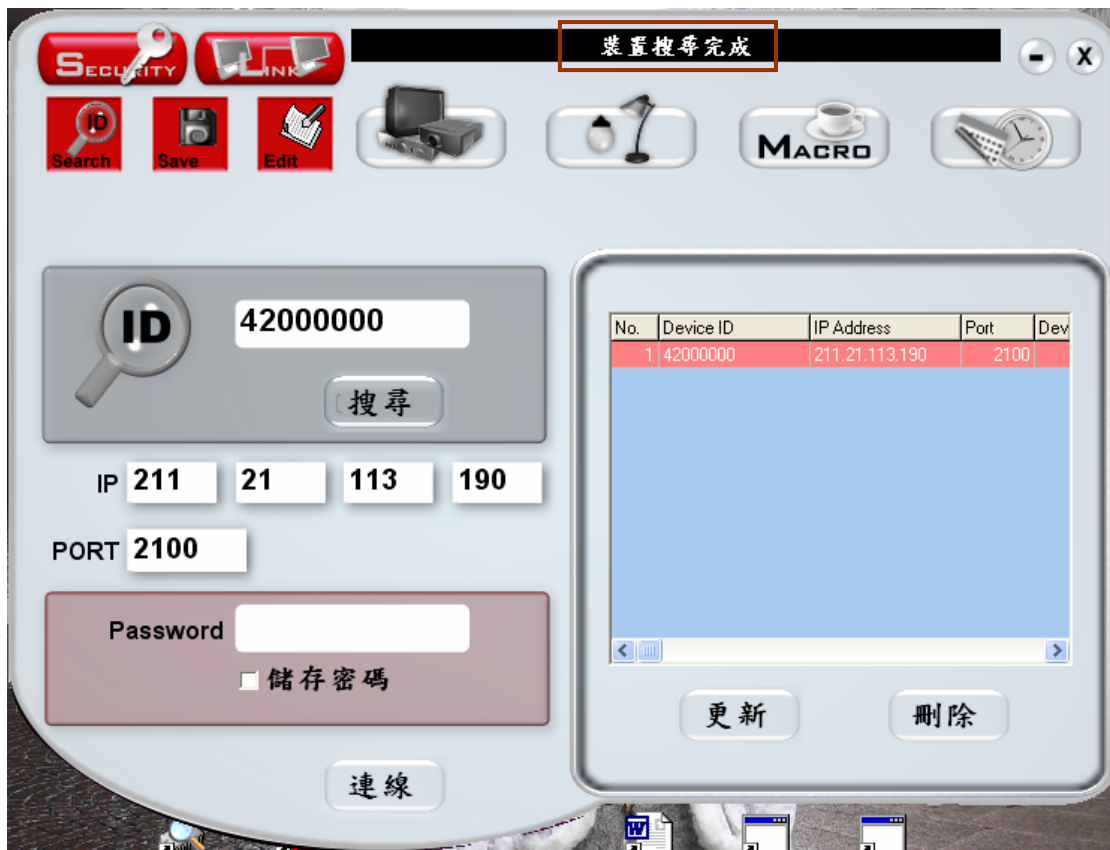 裝置搜尋完成
SECURITY
LINK
X
ID
Search
Save
Edit
MACRO
ID
42000000
搜尋
IP 211 21 113 190
PORT 2100
Password
儲存密碼
連線
No. Device ID IP Address Port Dev
1 42000000 211.21.113.190 2100
更新
刪除
W